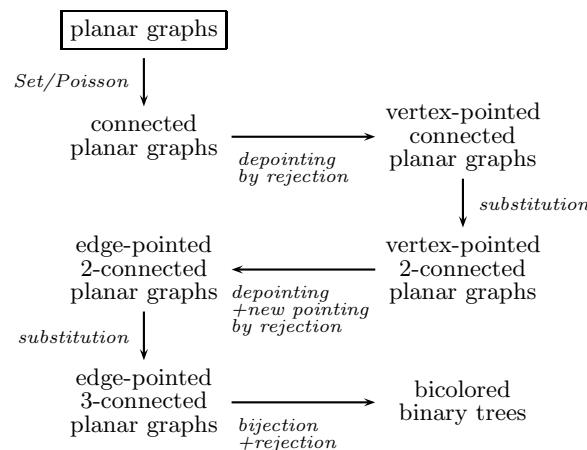 planar graphs
Set/Poisson
connected
planar graphs
depointing
by rejection
vertex-pointed
connected
planar graphs
substitution
vertex-pointed
2-connected
planar graphs
depointing
+new pointing
by rejection
edge-pointed
2-connected
planar graphs
substitution
edge-pointed
3-connected
planar graphs
bijection
+rejection
bicolored
binary trees